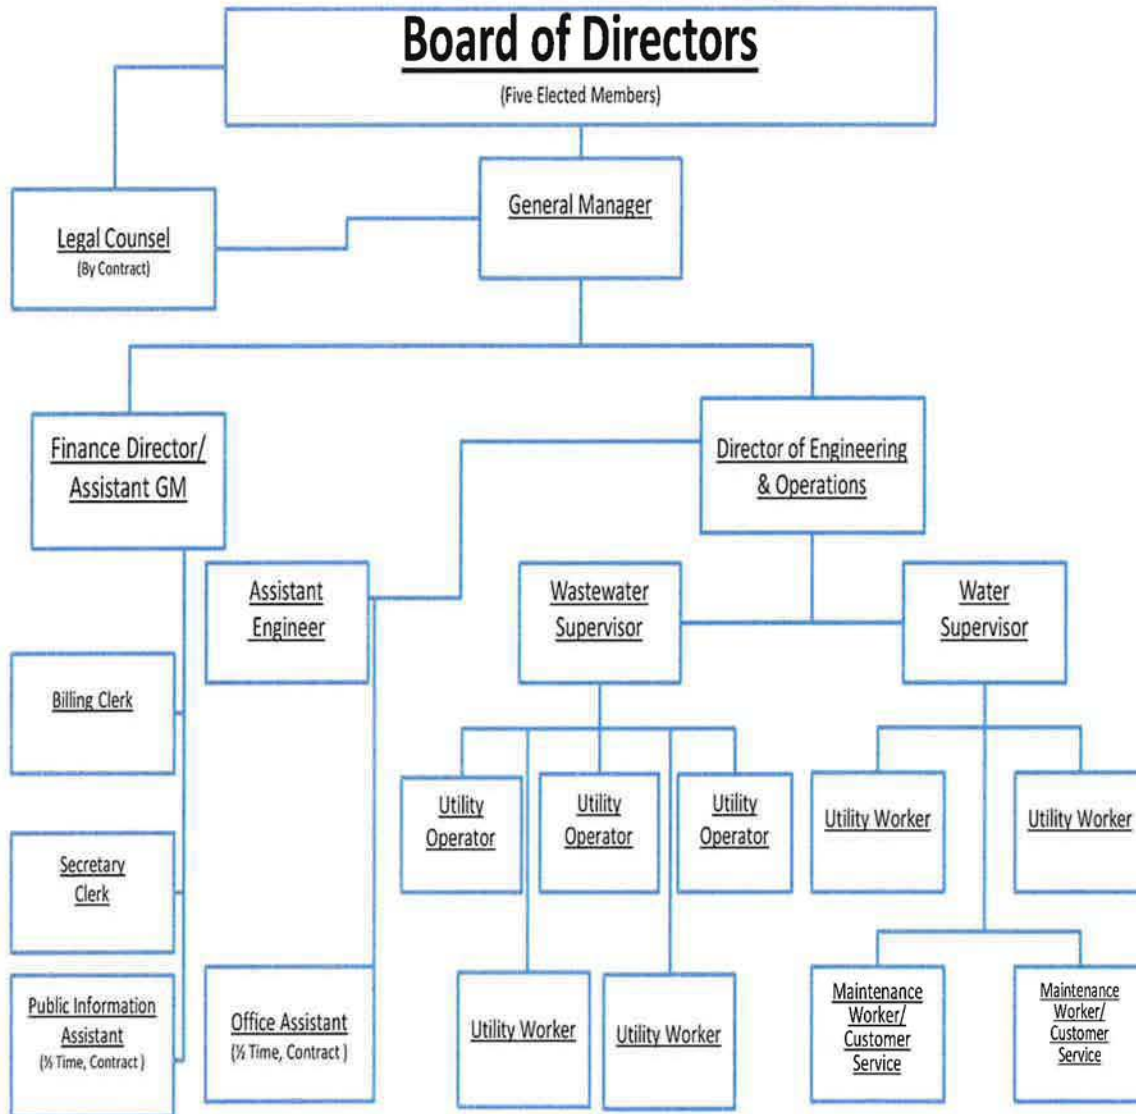 Board of Directors
(Five Elected Members)
General Manager
Legal Counsel
(By Contract)
Finance Director/
Assistant GM
Director of Engineering
& Operations
Assistant
Engineer
Wastewater
Supervisor
Water
Supervisor
Billing Clerk
Utility
Operator
Utility
Operator
Utility
Operator
Utility Worker
Utility Worker
Secretary
Clerk
Public Information
Assistant
(½ Time, Contract )
Office Assistant
(½ Time, Contract )
Utility Worker
Utility Worker
Maintenance
Worker/
Customer
Service
Maintenance
Worker/
Customer
Service